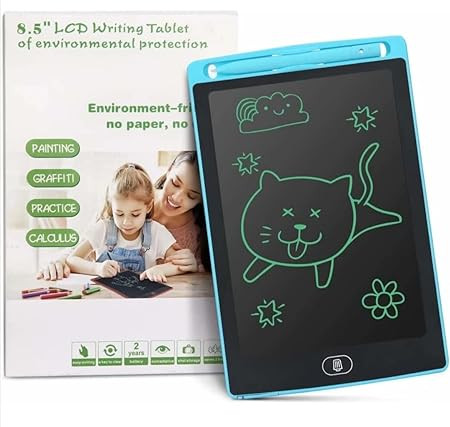 8.5" LCD Writing Tablet
of environmental protection
Environment-fri
no paper, no
PAINTING
GRAFFITI
PRACTICE
CALCULUS
2
years
battery